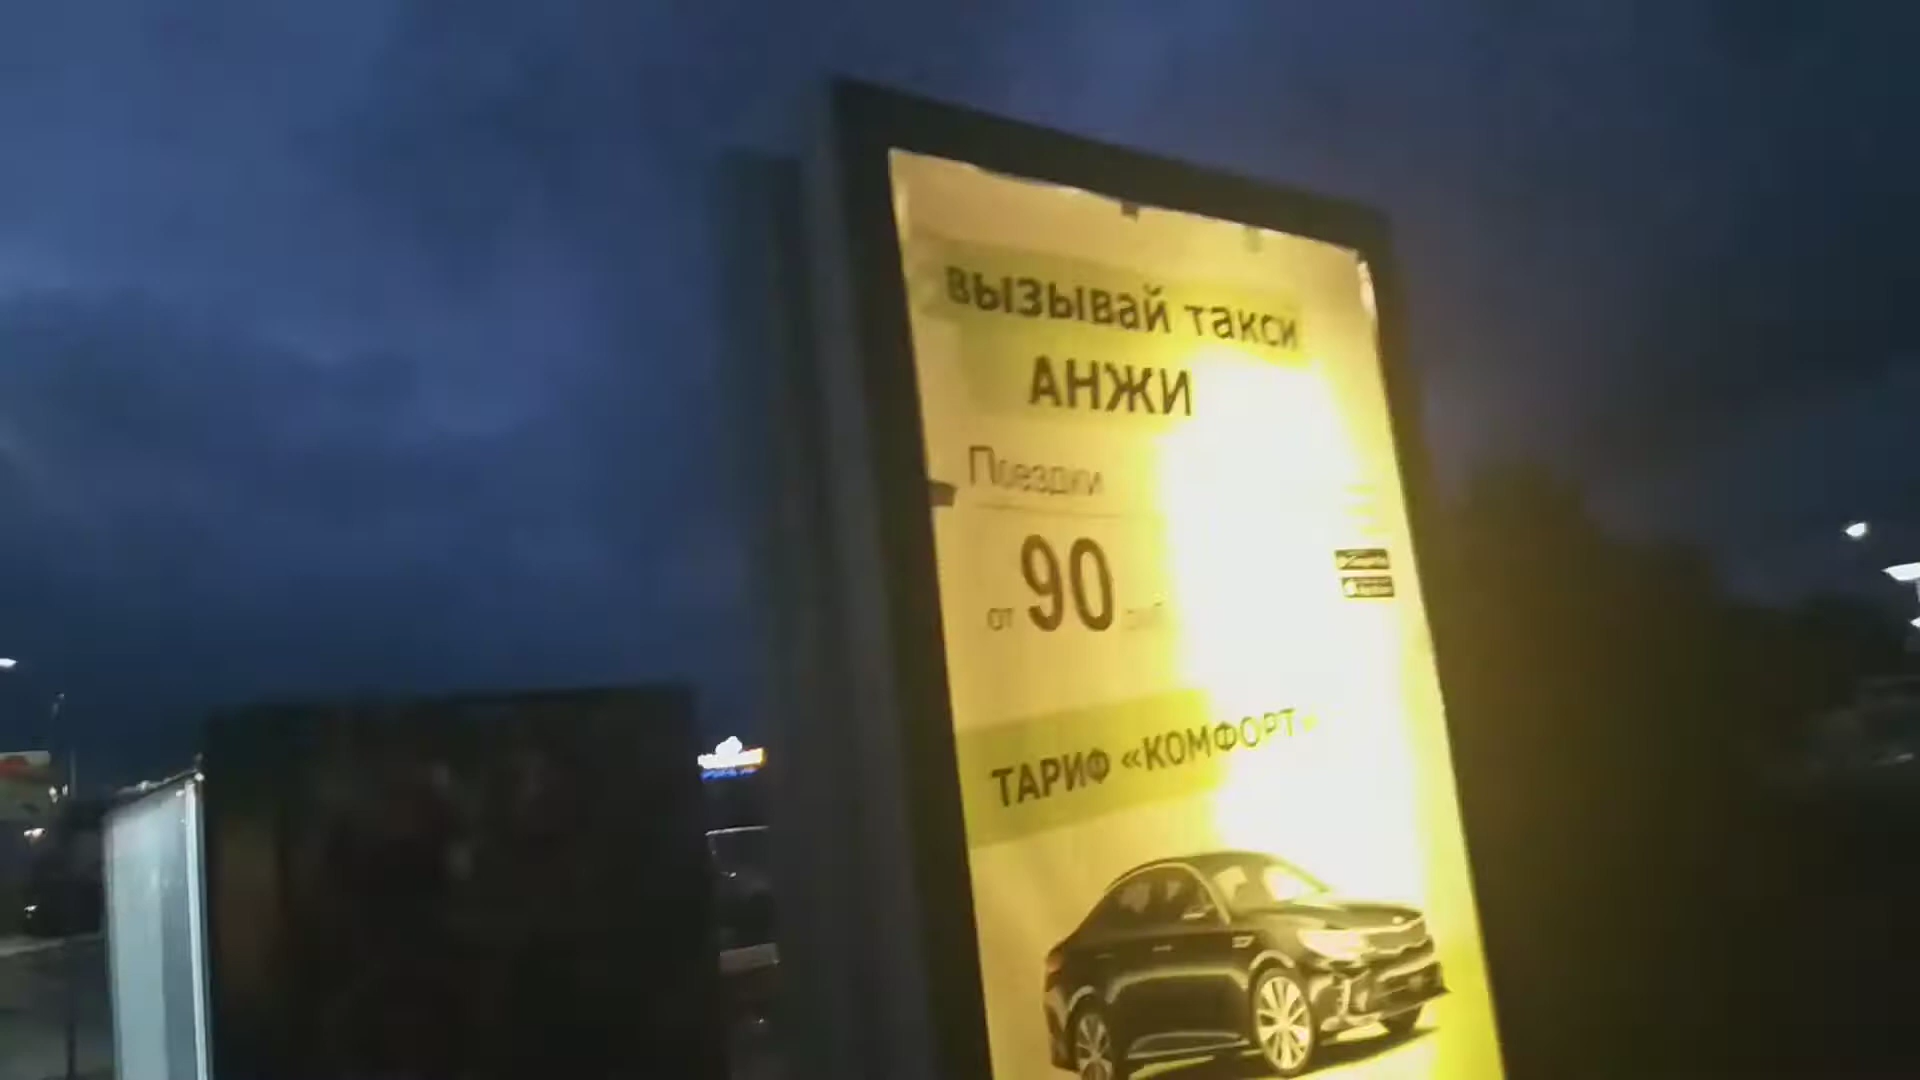 вызывай такси
АНЖИ
Поездки
от 90
ТАРИФ «КОМФОРТ»